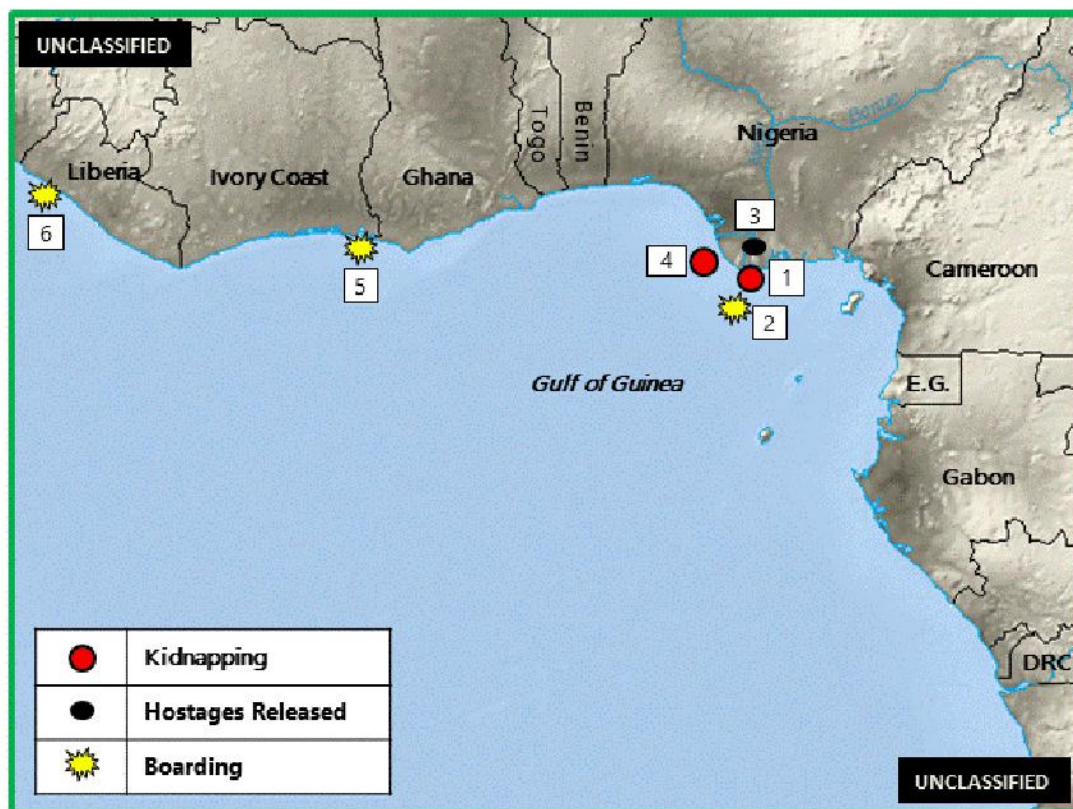 UNCLASSIFIED
Liberia
Ivory Coast
Ghana
Togo
Benin
Nigeria
Benue
Cameroon
E.G.
Gabon
DRC
Gulf of Guinea
6
5
4
3
1
2
Kidnapping
Hostages Released
Boarding
UNCLASSIFIED